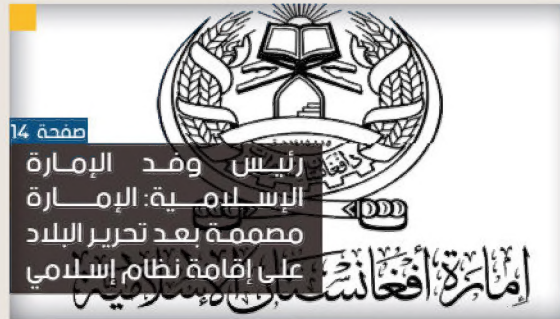 صفحة 14
رئيس وفد الإمارة
الإسلامية: الإمارة
مصممة بعد تحرير البلاد
على إقامة نظام إسلامي
إمارة أفغانستان الإسلامية